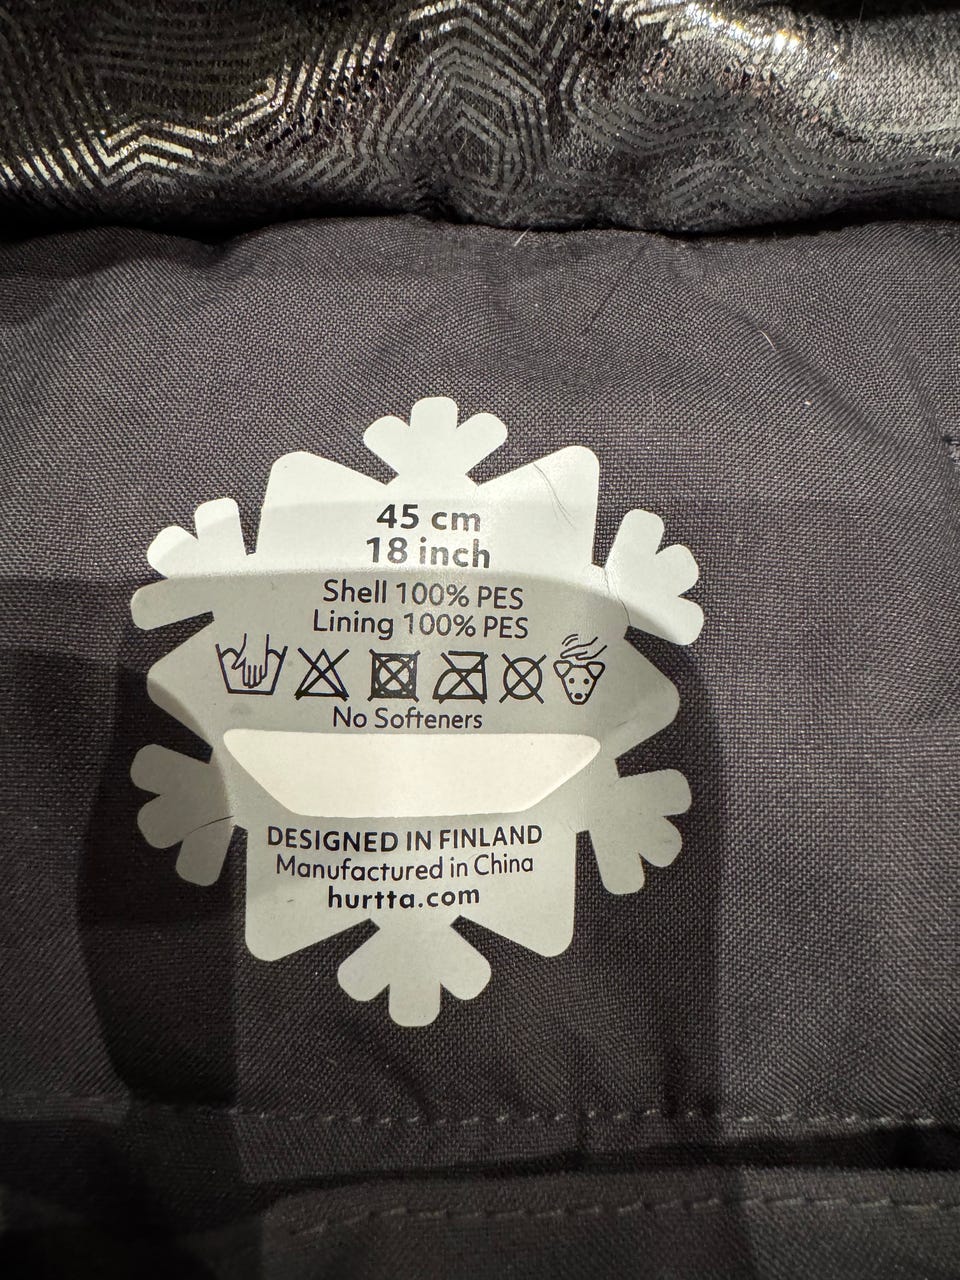 45 cm
18 inch
Shell 100% PES
Lining 100% PES
No Softeners
DESIGNED IN FINLAND
Manufactured in China
hurtta.com